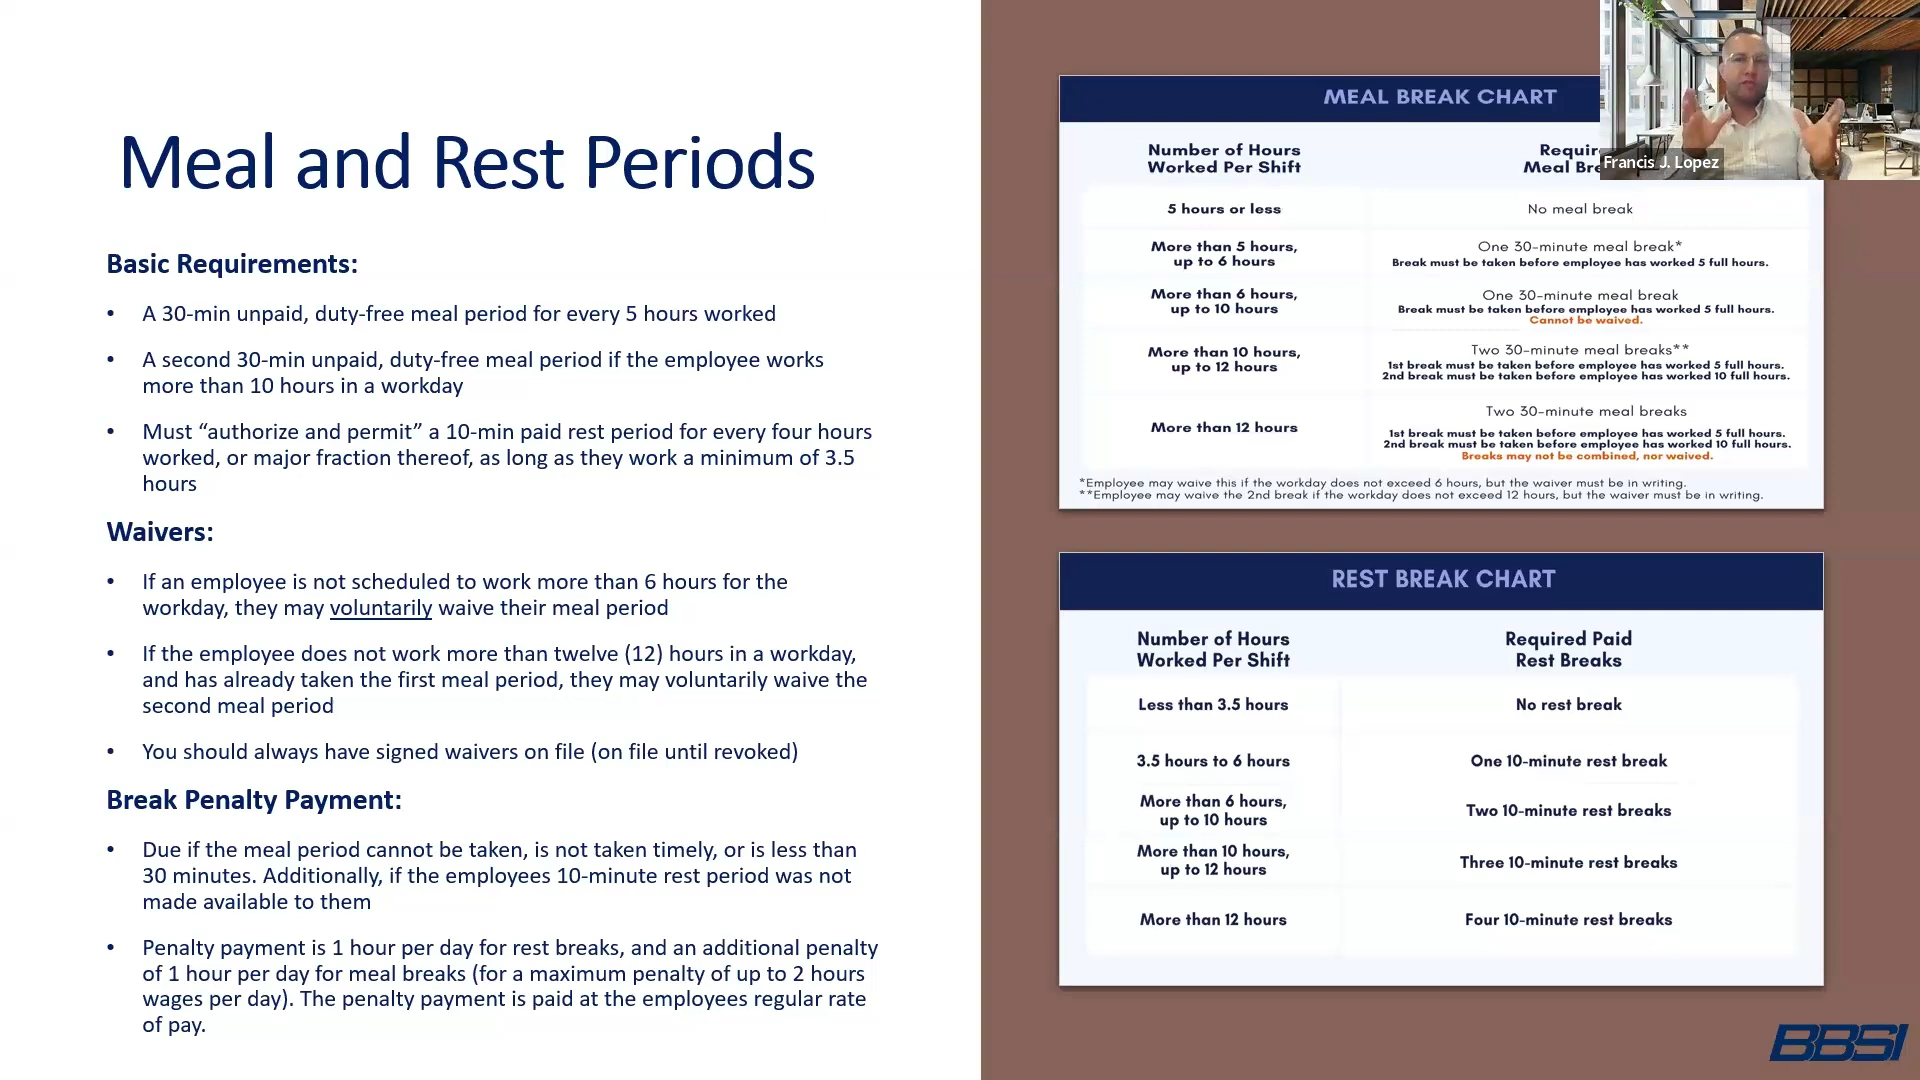 Meal and Rest Periods
Basic Requirements:
• A 30-min unpaid, duty-free meal period for every 5 hours worked
• A second 30-min unpaid, duty-free meal period if the employee works
more than 10 hours in a workday
• Must “authorize and permit” a 10-min paid rest period for every four hours
worked, or major fraction thereof, as long as they work a minimum of 3.5
hours
Waivers:
• If an employee is not scheduled to work more than 6 hours for the
workday, they may voluntarily waive their meal period
• If the employee does not work more than twelve (12) hours in a workday,
and has already taken the first meal period, they may voluntarily waive the
second meal period
• You should always have signed waivers on file (on file until revoked)
Break Penalty Payment:
• Due if the meal period cannot be taken, is not taken timely, or is less than
30 minutes. Additionally, if the employees 10-minute rest period was not
made available to them
• Penalty payment is 1 hour per day for rest breaks, and an additional penalty
of 1 hour per day for meal breaks (for a maximum penalty of up to 2 hours
wages per day). The penalty payment is paid at the employees regular rate
of pay.
MEAL BREAK CHART
Number of Hours
Worked Per Shift
Requir
Meal Bre
5 hours or less
No meal break
More than 5 hours,
up to 6 hours
One 30-minute meal break*
Break must be taken before employee has worked 5 full hours.
More than 6 hours,
up to 10 hours
One 30-minute meal break
Break must be taken before employee has worked 5 full hours.
Cannot be waived.
More than 10 hours,
up to 12 hours
Two 30-minute meal breaks**
1st break must be taken before employee has worked 5 full hours.
2nd break must be taken before employee has worked 10 full hours.
More than 12 hours
Two 30-minute meal breaks
1st break must be taken before employee has worked 5 full hours.
2nd break must be taken before employee has worked 10 full hours.
Breaks may not be combined, nor waived.
*Employee may waive this if the workday does not exceed 6 hours, but the waiver must be in writing.
**Employee may waive the 2nd break if the workday does not exceed 12 hours, but the waiver must be in writing.
Francis J. Lopez
REST BREAK CHART
Number of Hours
Worked Per Shift
Required Paid
Rest Breaks
Less than 3.5 hours
No rest break
3.5 hours to 6 hours
One 10-minute rest break
More than 6 hours,
up to 10 hours
Two 10-minute rest breaks
More than 10 hours,
up to 12 hours
Three 10-minute rest breaks
More than 12 hours
Four 10-minute rest breaks
BBSI